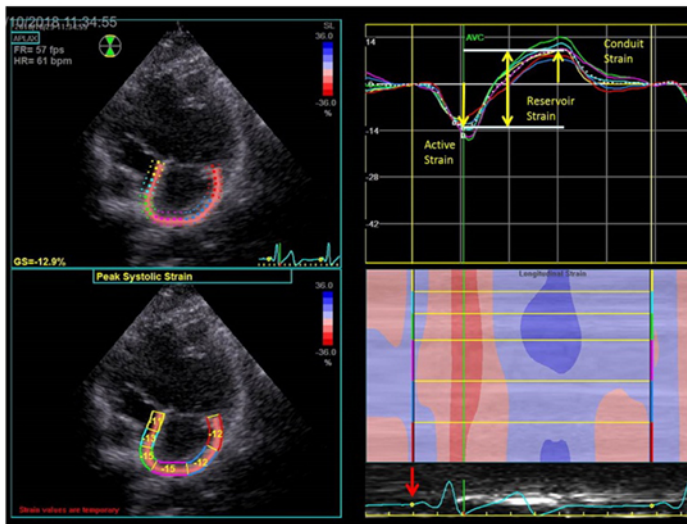 /10/2018 11:34:55
APLAX
FR= 57 fps
HR= 61 bpm
SL
36.0
-36.0
%
GS=-12.9%
14
AVC
Conduit
Strain
Reservoir
Strain
-14
Active
Strain
-28
-42
Peak Systolic Strain
36.0
-36.0
%
-13
-15
-15
-12
-12
Strain values are temporary
Longitudinal Strain